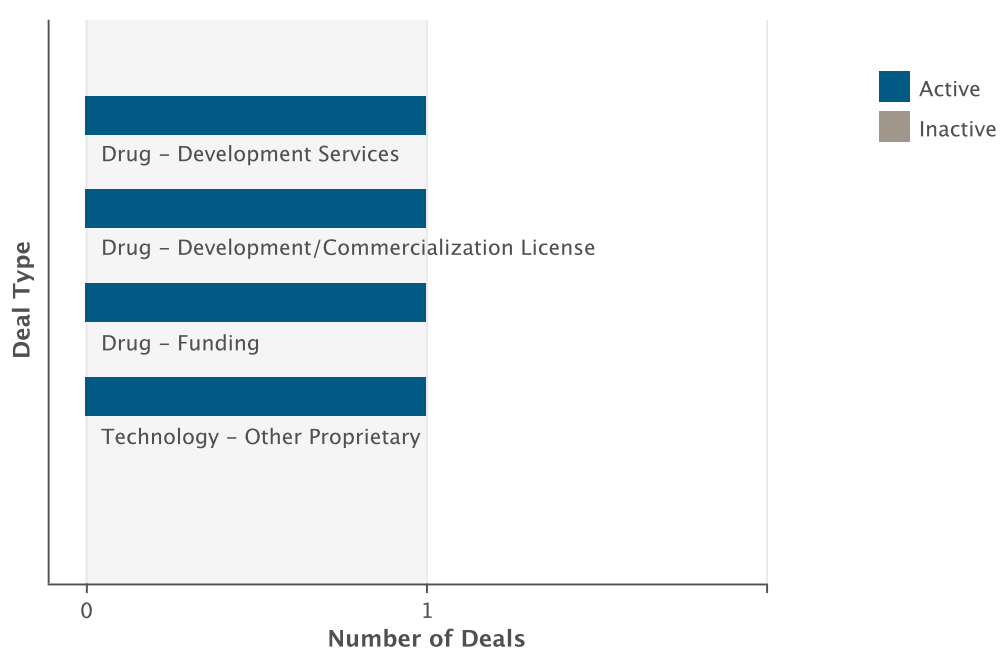 Active
Inactive
Drug – Development Services
Drug – Development/Commercialization License
Drug – Funding
Technology – Other Proprietary
Deal Type
0
1
Number of Deals